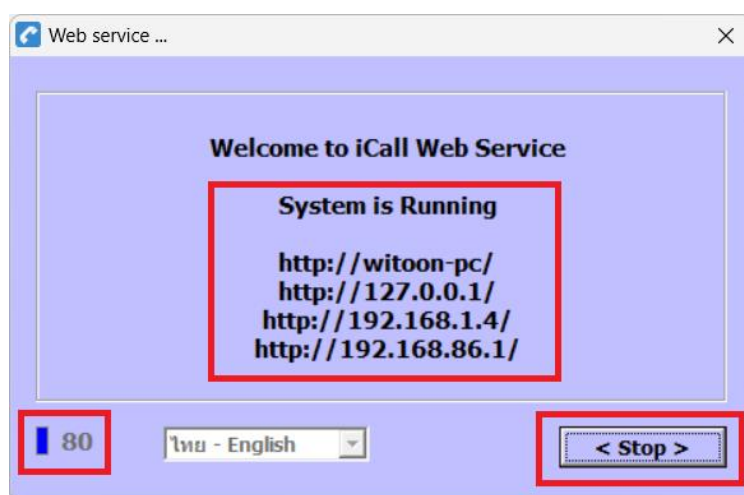 Web service ...
Welcome to iCall Web Service
System is Running
http://witoon-pc/
http://127.0.0.1/
http://192.168.1.4/
http://192.168.86.1/
80
ไทย - English
< Stop >